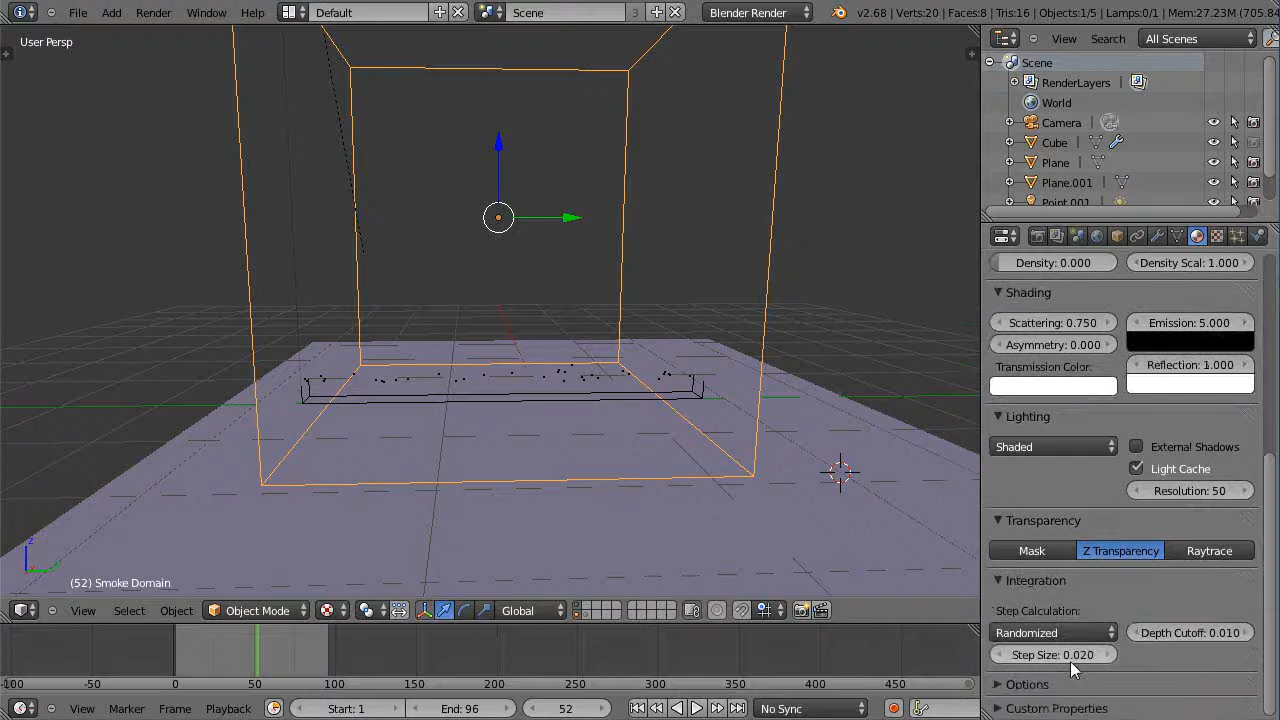 File Add Render Window Help Default Scene 3 Blender Render v2.68 | Verts:20 | Faces:8 | Tris:16 | Objects:1/5 | Lamps:0/1 | Mem:27.23M (705.84
User Persp
View Search All Scenes
Scene
RenderLayers
World
Camera
Cube
Plane
Plane.001
Point.001
Density: 0.000 Density Scal: 1.000
Shading
Scattering: 0.750 Emission: 5.000
Asymmetry: 0.000
Transmission Color: Reflection: 1.000
Lighting
Shaded External Shadows
Light Cache
Resolution: 50
Transparency
Mask Z Transparency Raytrace
Integration
Step Calculation:
Randomized Depth Cutoff: 0.010
Step Size: 0.020
Options
Custom Properties
z
(52) Smoke Domain
View Select Object Object Mode Global
-100 -50 0 50 100 150 200 250 300 350 400 450
View Marker Frame Playback Start: 1 End: 96 52 No Sync